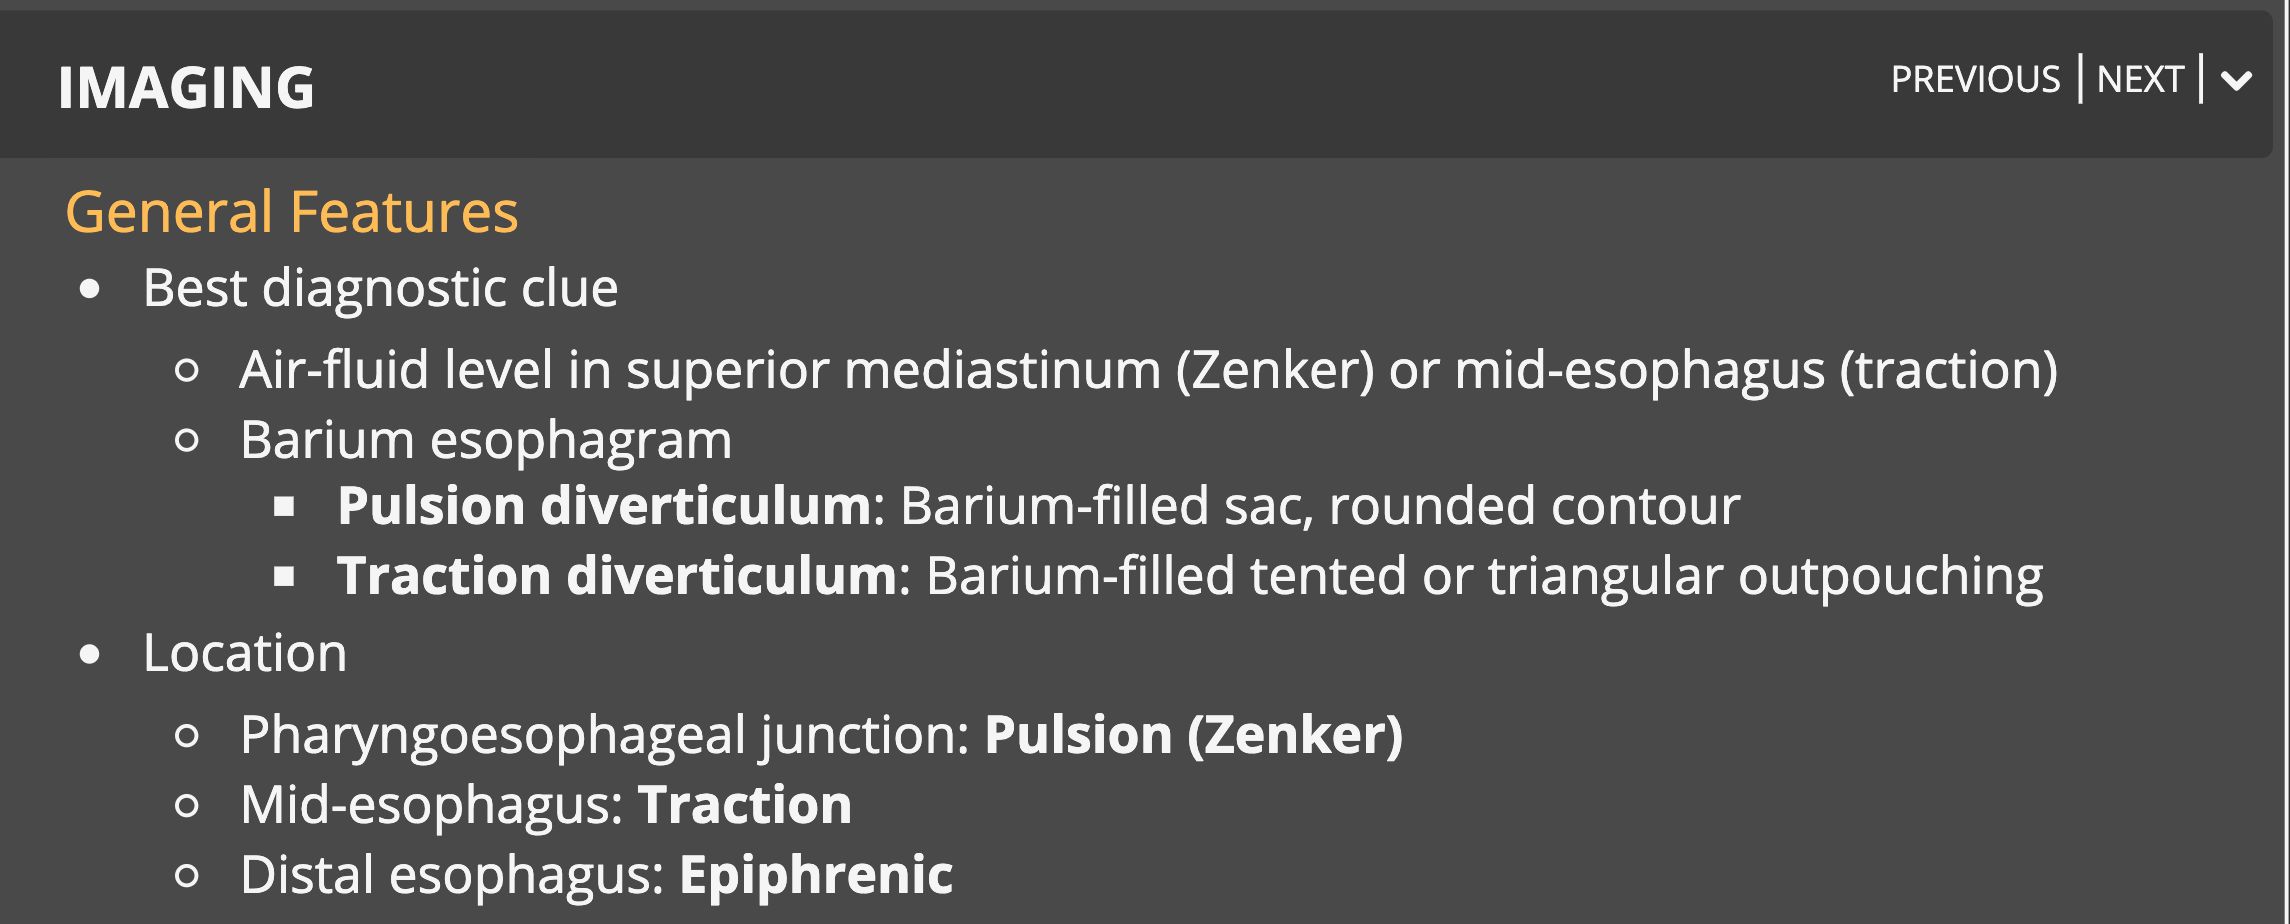 IMAGING
PREVIOUS | NEXT |
General Features
• Best diagnostic clue
○ Air-fluid level in superior mediastinum (Zenker) or mid-esophagus (traction)
○ Barium esophagram
▪ Pulsion diverticulum: Barium-filled sac, rounded contour
▪ Traction diverticulum: Barium-filled tented or triangular outpouching
• Location
○ Pharyngoesophageal junction: Pulsion (Zenker)
○ Mid-esophagus: Traction
○ Distal esophagus: Epiphrenic